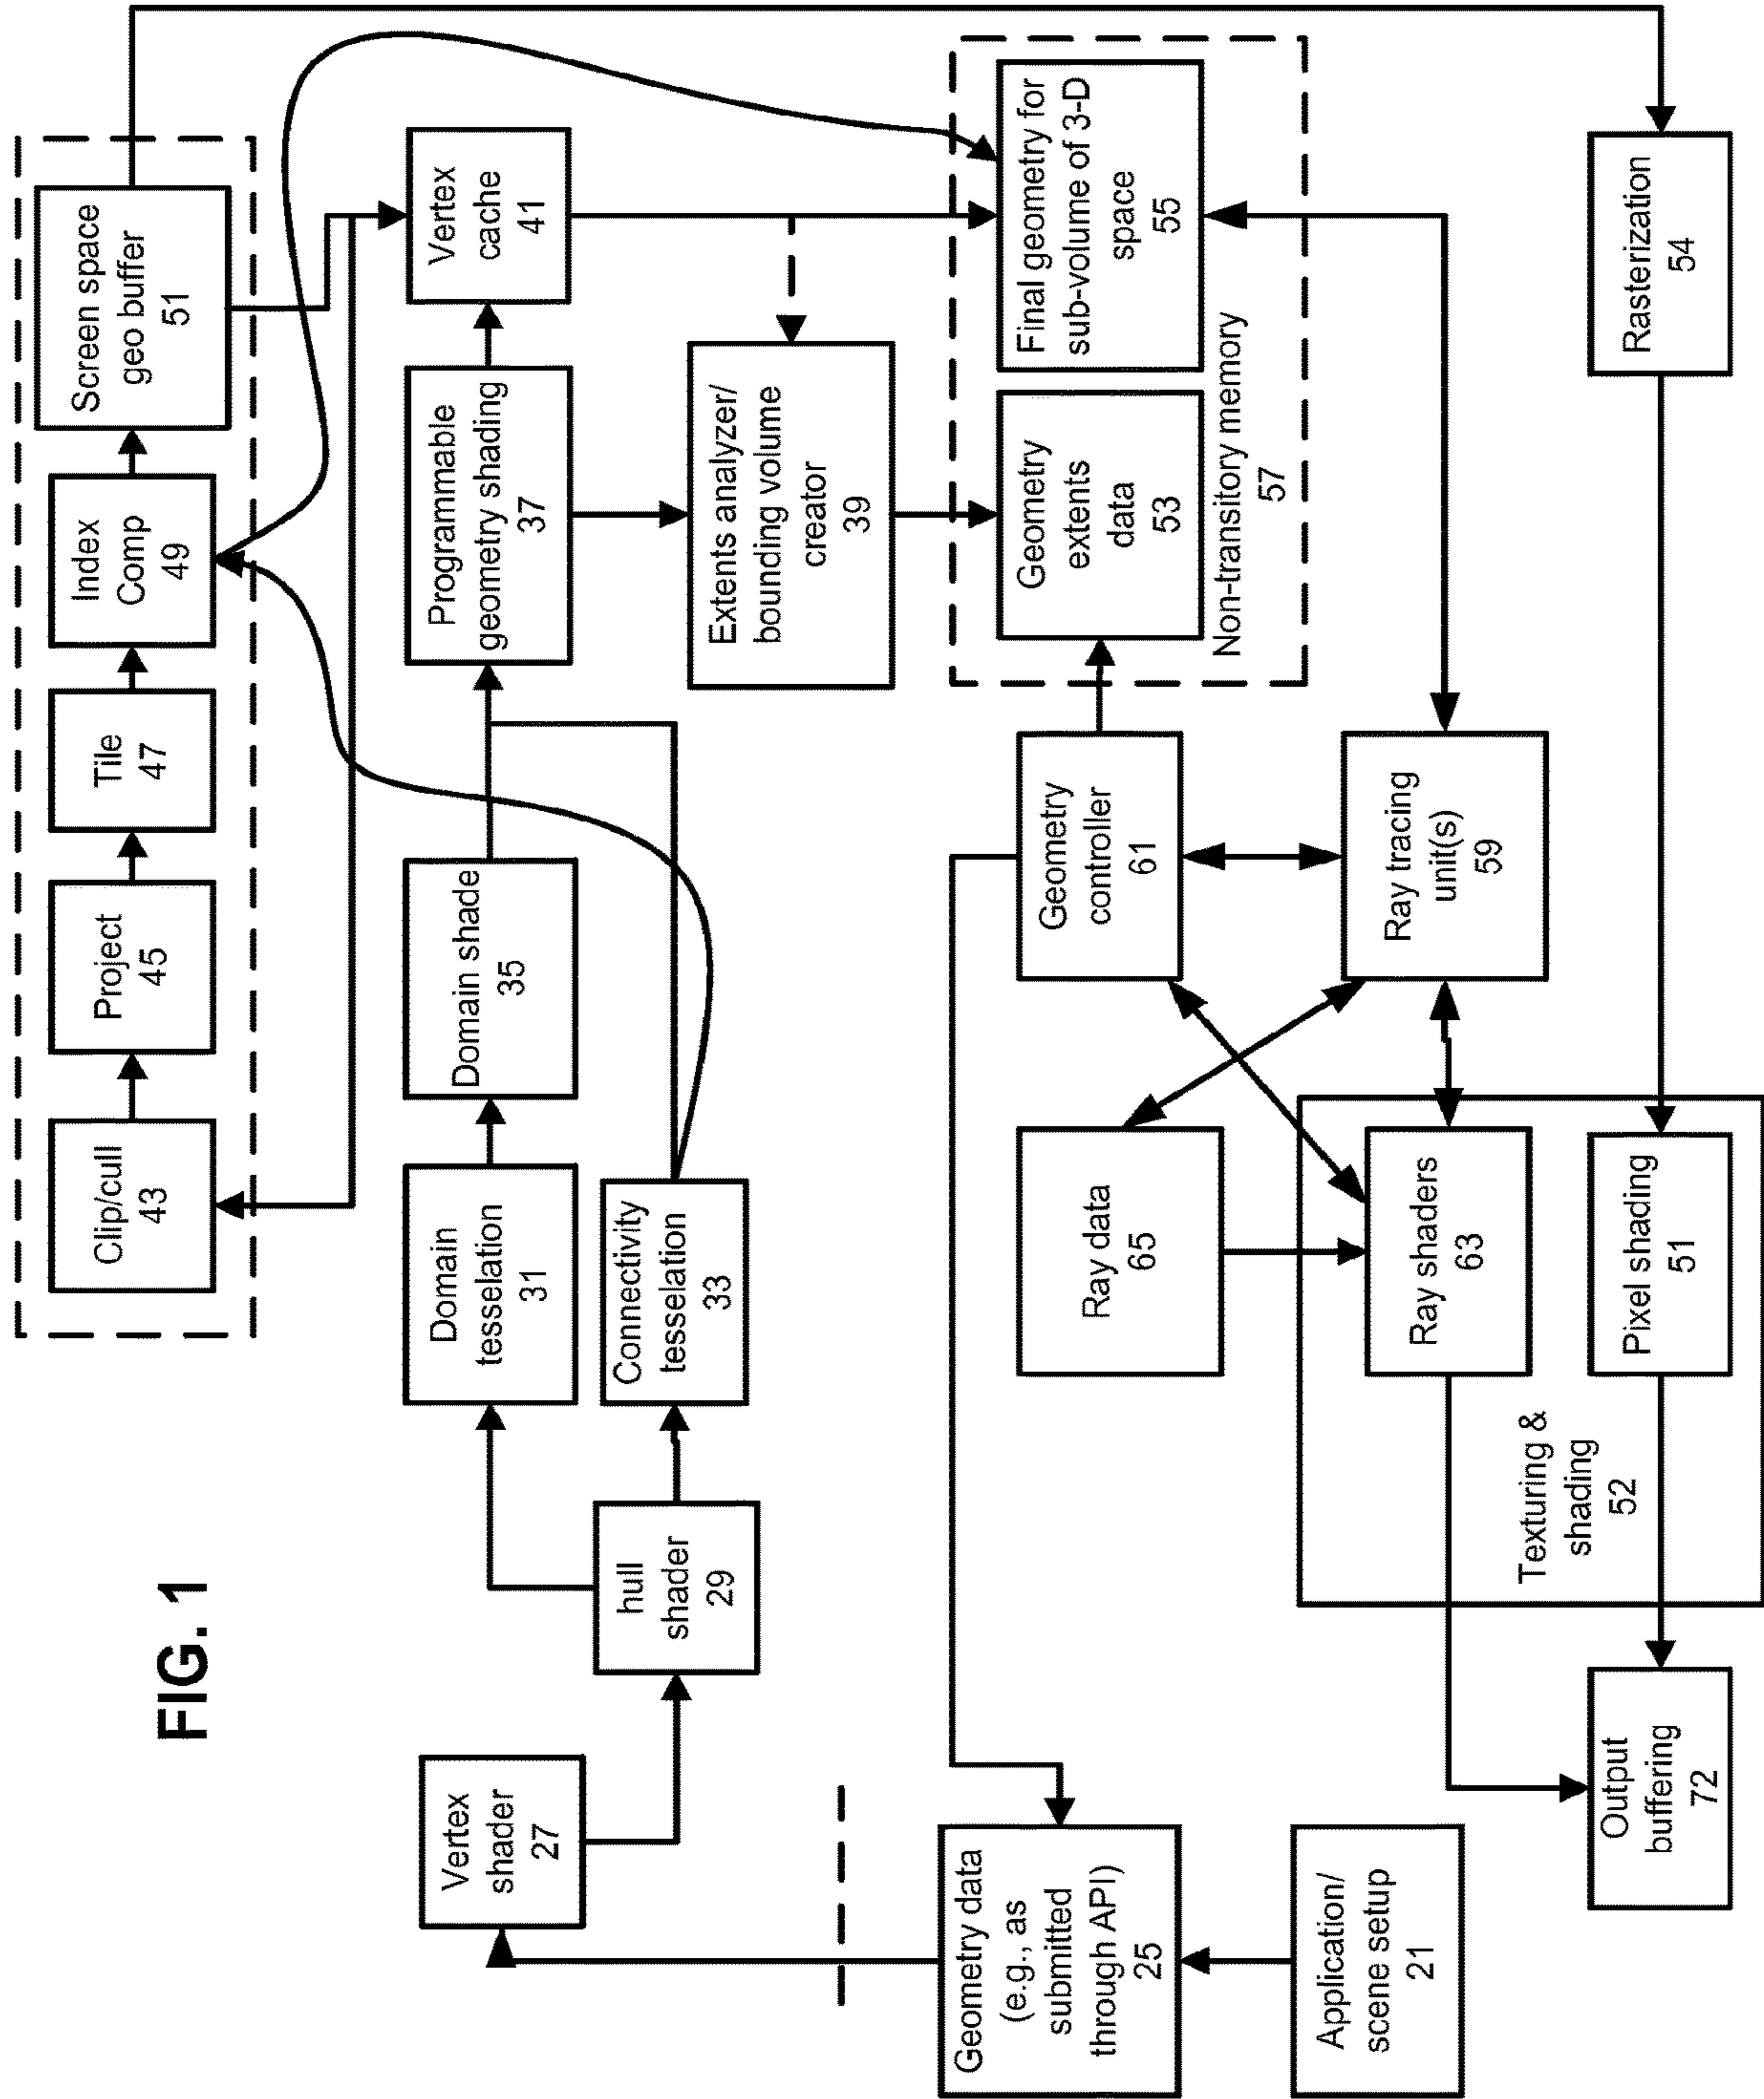 FIG. 1
Clip/cull
43
Project
45
Tile
47
Index
Comp
49
Screen space
geo buffer
51
Vertex
shader
27
hull
shader
29
Domain
tesselation
31
Connectivity
tesselation
33
Domain shade
35
Programmable
geometry shading
37
Vertex
cache
41
Extents analyzer/
bounding volume
creator
39
Geometry
extents
data
53
Final geometry for
sub-volume of 3-D
space
55
Non-transitory memory
57
Geometry data
(e.g., as
submitted
through API)
25
Application/
scene setup
21
Geometry
controller
61
Ray tracing
unit(s)
59
Ray data
65
Ray shaders
63
Pixel shading
51
Texturing &
shading
52
Rasterization
54
Output
buffering
72